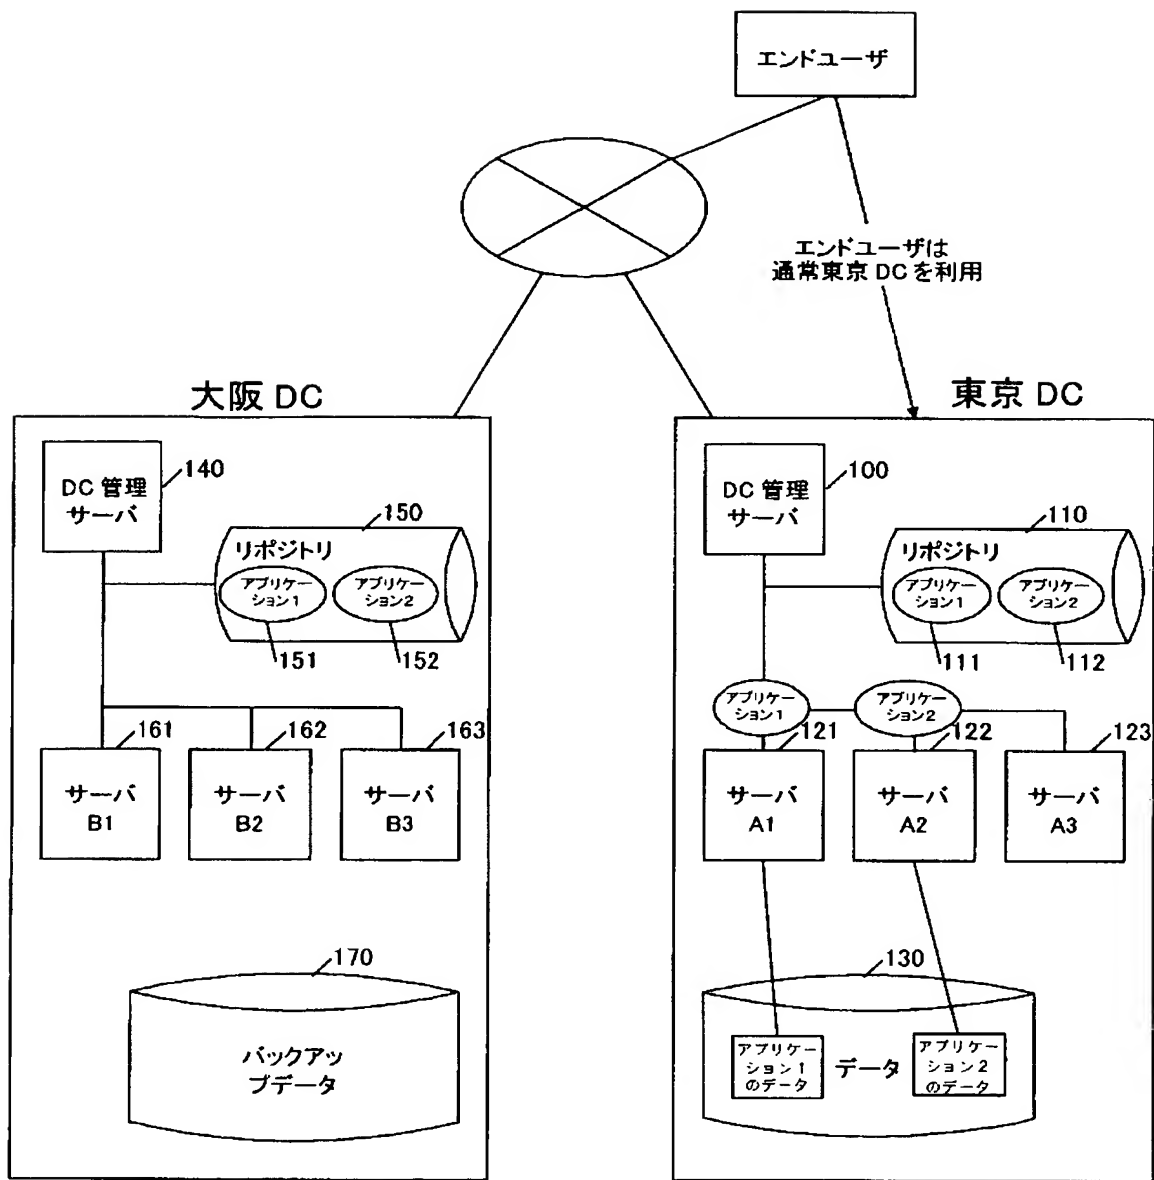 エンドユーザ
エンドユーザは
通常東京 DC を利用
大阪 DC
DC 管理
サーバ
140
150
リポジトリ
アプリケー
ション1
アプリケー
ション2
151
152
161
162
163
サーバ
B1
サーバ
B2
サーバ
B3
170
バックアッ
プデータ
東京 DC
DC 管理
サーバ
100
110
リポジトリ
アプリケー
ション1
アプリケー
ション2
111
112
アプリケー
ション1
アプリケー
ション2
121
122
123
サーバ
A1
サーバ
A2
サーバ
A3
130
アプリケー
ション1
のデータ
データ
アプリケー
ション2
のデータ